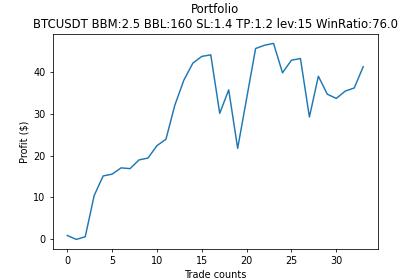 Portfolio
BTCUSDT BBM:2.5 BBL:160 SL:1.4 TP:1.2 lev:15 WinRatio:76.0
40
30
20
10
0
Profit ($)
0 5 10 15 20 25 30
Trade counts